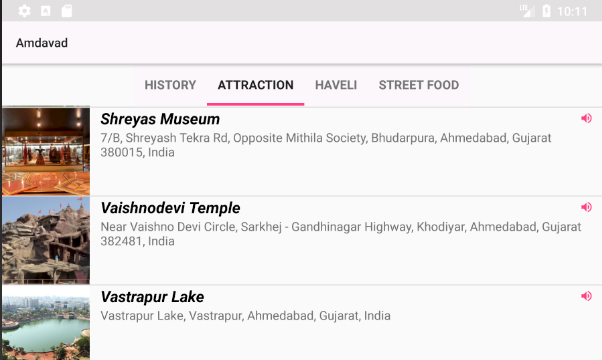 10:11
Amdavad
HISTORY ATTRACTION HAVELI STREET FOOD
Shreyas Museum
7/B, Shreyash Tekra Rd, Opposite Mithila Society, Bhudarpura, Ahmedabad, Gujarat
380015, India
Vaishnodevi Temple
Near Vaishno Devi Circle, Sarkhej - Gandhinagar Highway, Khodiyar, Ahmedabad, Gujarat
382481, India
Vastrapur Lake
Vastrapur Lake, Vastrapur, Ahmedabad, Gujarat, India